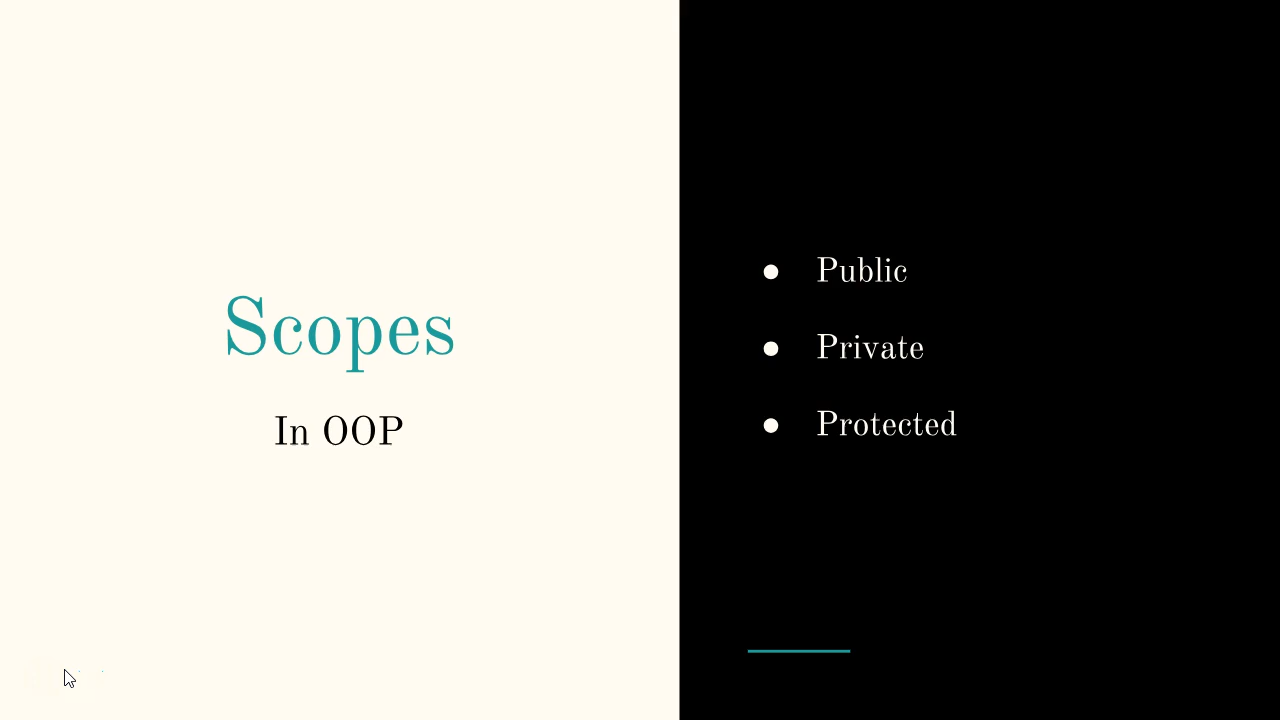 Scopes
In OOP
● Public
● Private
● Protected